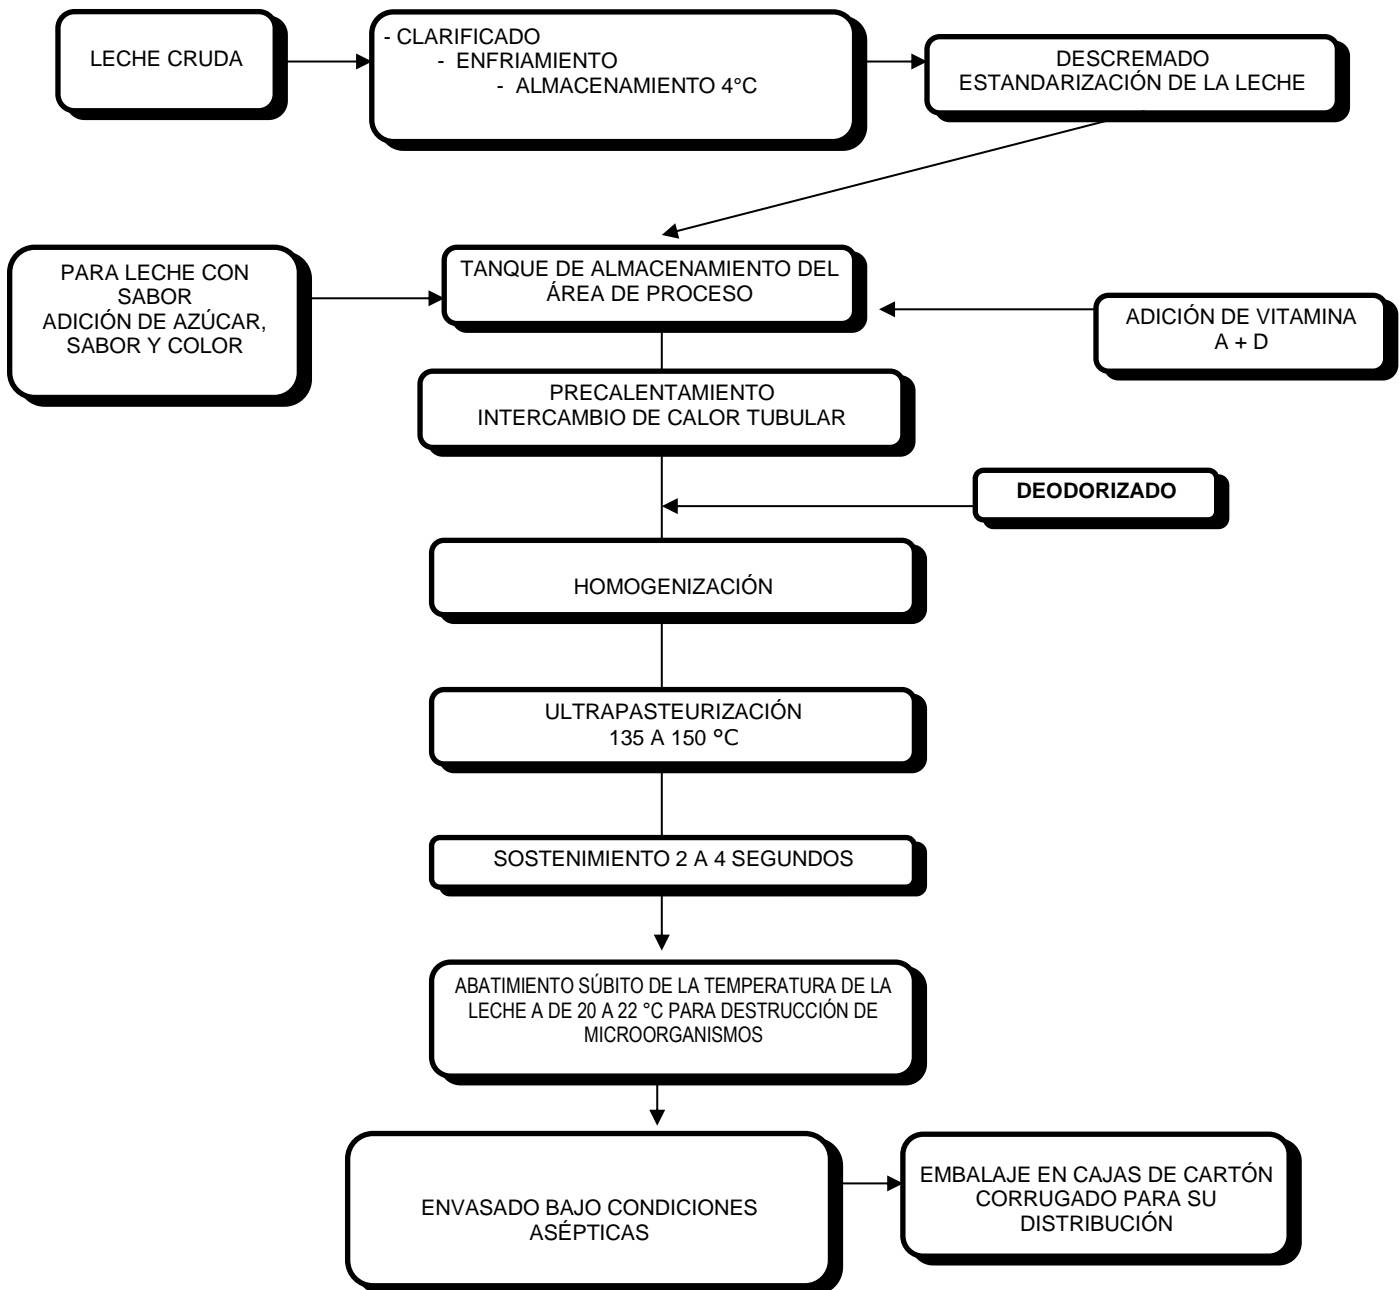 LECHE CRUDA
- CLARIFICADO
- ENFRIAMIENTO
- ALMACENAMIENTO 4°C
DESCREMADO
ESTANDARIZACIÓN DE LA LECHE
PARA LECHE CON
SABOR
ADICIÓN DE AZÚCAR,
SABOR Y COLOR
TANQUE DE ALMACENAMIENTO DEL
ÁREA DE PROCESO
ADICIÓN DE VITAMINA
A + D
PRECALENTAMIENTO
INTERCAMBIO DE CALOR TUBULAR
DEODORIZADO
HOMOGENIZACIÓN
ULTRAPASTEURIZACIÓN
135 A 150 °C
SOSTENIMIENTO 2 A 4 SEGUNDOS
ABATIMIENTO SÚBITO DE LA TEMPERATURA DE LA
LECHE A DE 20 A 22 °C PARA DESTRUCCIÓN DE
MICROORGANISMOS
ENVASADO BAJO CONDICIONES
ASÉPTICAS
EMBALAJE EN CAJAS DE CARTÓN
CORRUGADO PARA SU
DISTRIBUCIÓN